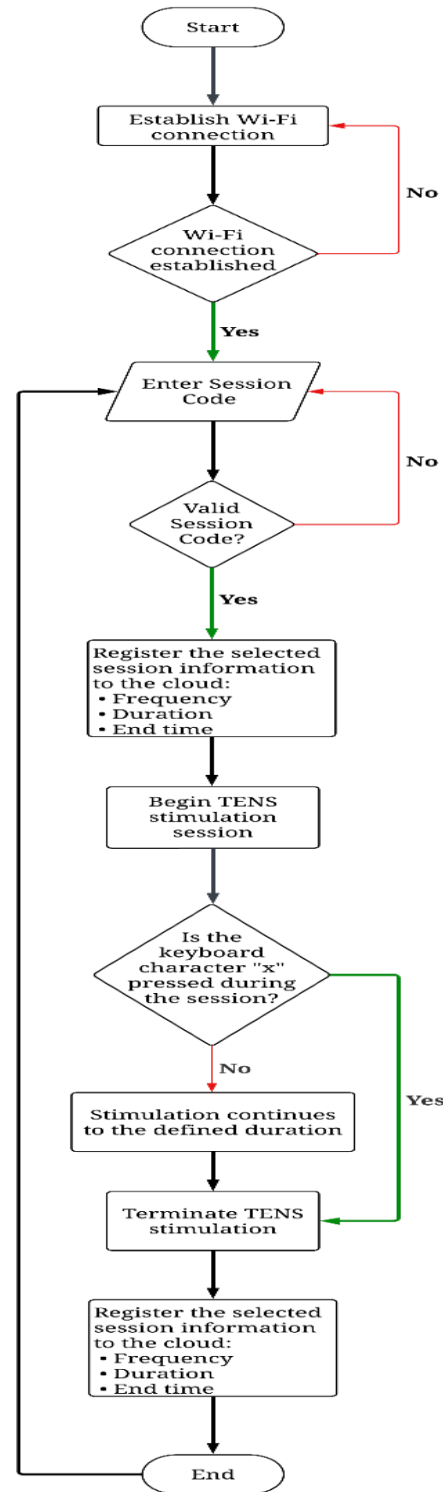 Start
Establish Wi-Fi
connection
No
Wi-Fi
connection
established
Yes
Enter Session
Code
No
Valid
Session
Code?
Yes
Register the selected
session information
to the cloud:
• Frequency
• Duration
• End time
Begin TENS
stimulation
session
Is the
keyboard
character "x"
pressed during
the session?
No
Yes
Stimulation continues
to the defined duration
Terminate TENS
stimulation
Register the selected
session information
to the cloud:
• Frequency
• Duration
• End time
End